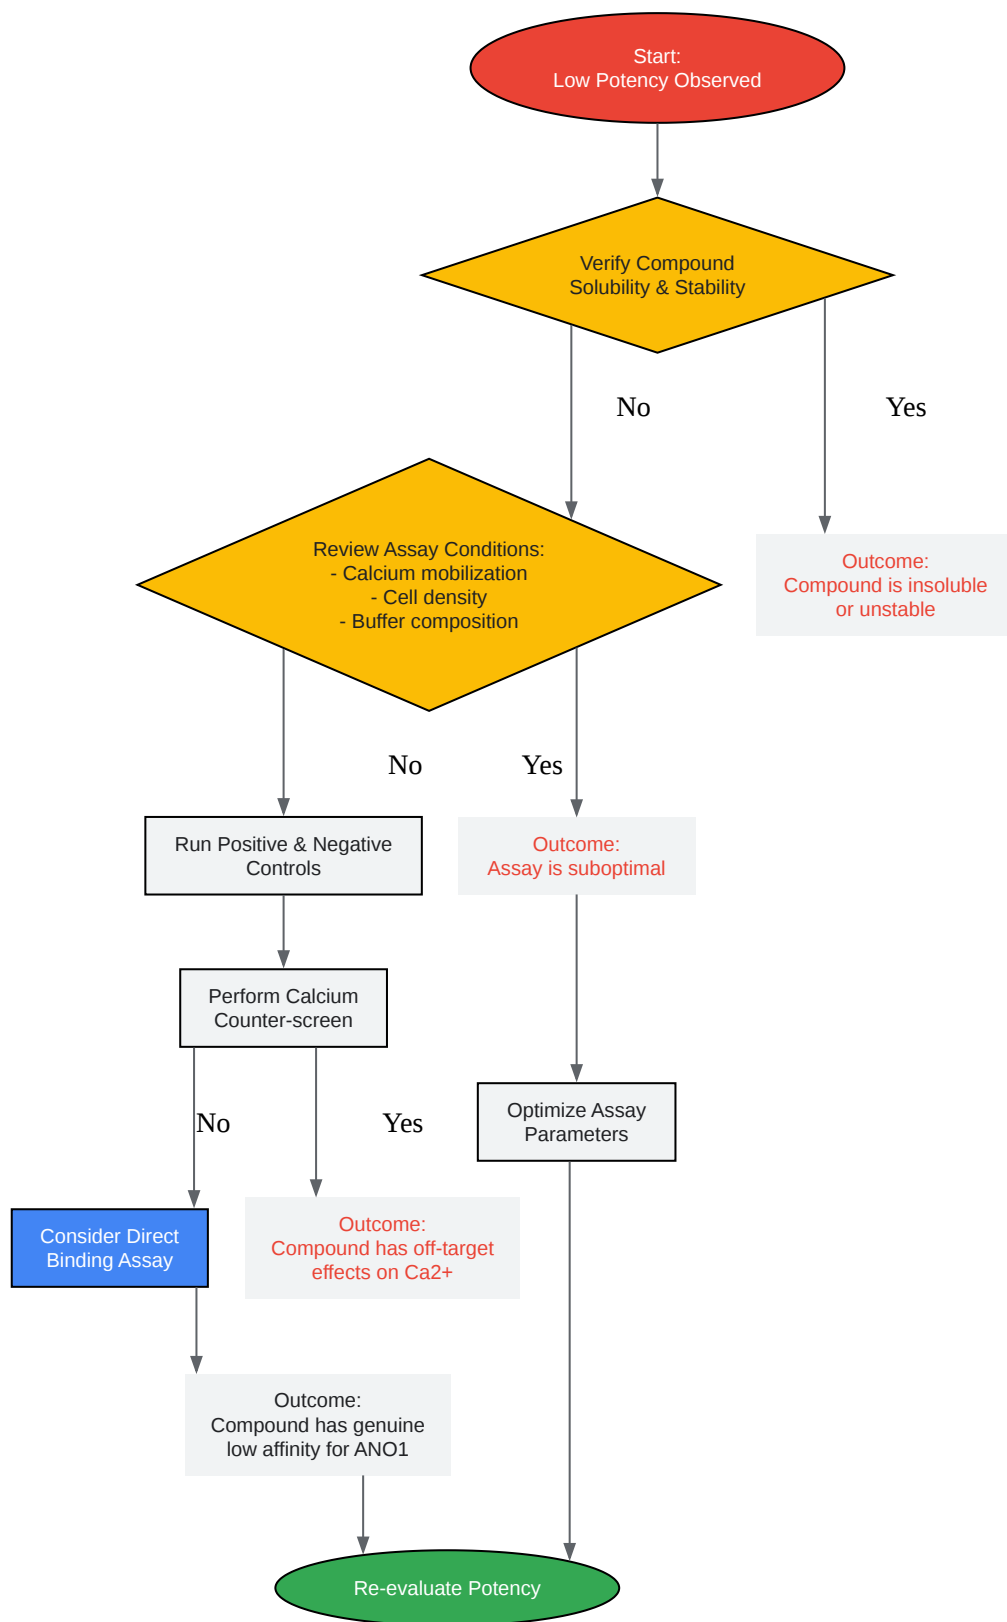 Start:
Low Potency Observed
Verify Compound
Solubility & Stability
No
Yes
Review Assay Conditions:
- Calcium mobilization
- Cell density
- Buffer composition
Outcome:
Compound is insoluble
or unstable
No
Yes
Run Positive & Negative
Controls
Outcome:
Assay is suboptimal
Perform Calcium
Counter-screen
No
Yes
Optimize Assay
Parameters
Consider Direct
Binding Assay
Outcome:
Compound has off-target
effects on Ca2+
Outcome:
Compound has genuine
low affinity for ANO1
Re-evaluate Potency